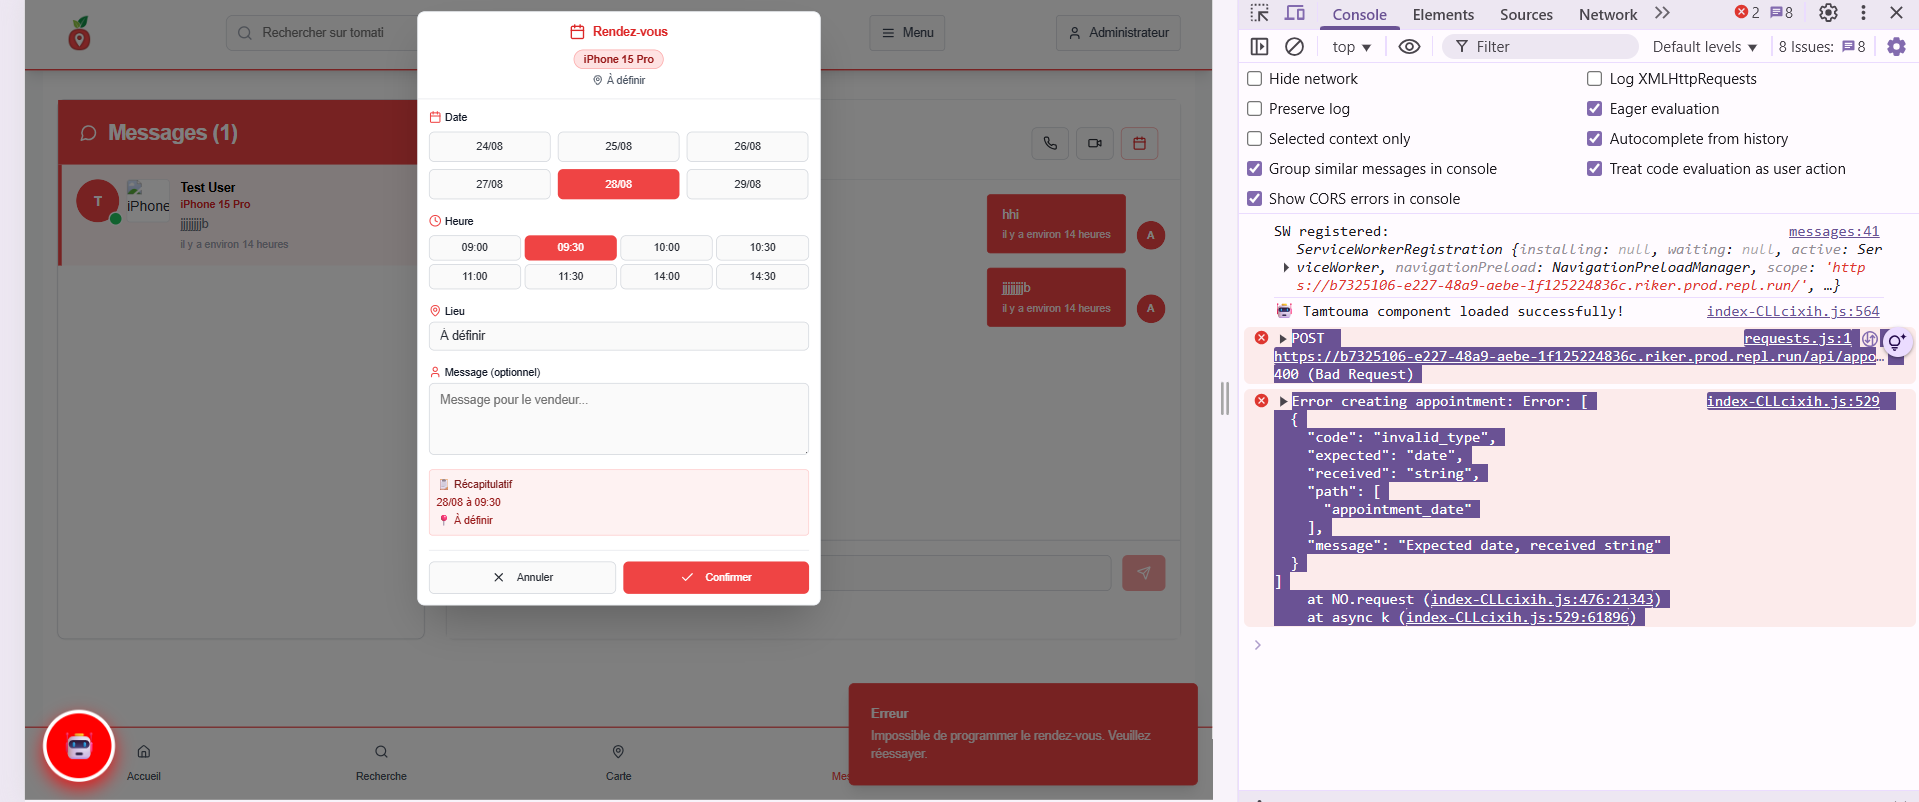 Rechercher sur tomati
Menu
Administrateur
Messages (1)
T
iPhone
Test User
iPhone 15 Pro
jjjjjjjjb
il y a environ 14 heures
hhi
il y a environ 14 heures
A
jjjjjjjjb
il y a environ 14 heures
A
Rendez-vous
iPhone 15 Pro
À définir
Date
24/08
25/08
26/08
27/08
28/08
29/08
Heure
09:00
09:30
10:00
10:30
11:00
11:30
14:00
14:30
Lieu
À définir
Message (optionnel)
Message pour le vendeur...
Récapitulatif
28/08 à 09:30
À définir
Annuler
Confirmer
Erreur
Impossible de programmer le rendez-vous. Veuillez
réessayer.
Accueil
Recherche
Carte
Mes
Console
Elements
Sources
Network
2
8
top
Filter
Default levels
8 Issues:
8
Hide network
Log XMLHttpRequests
Preserve log
Eager evaluation
Selected context only
Autocomplete from history
Group similar messages in console
Treat code evaluation as user action
Show CORS errors in console
SW registered: messages:41
ServiceWorkerRegistration {installing: null, waiting: null, active: Ser
viceWorker, navigationPreload: NavigationPreloadManager, scope: 'http
s://b7325106-e227-48a9-aebe-1f125224836c.riker.prod.repl.run/', …}
Tamtouma component loaded successfully! index-CLLcixih.js:564
POST requests.js:1
https://b7325106-e227-48a9-aebe-1f125224836c.riker.prod.repl.run/api/appo…
400 (Bad Request)
Error creating appointment: Error: [ index-CLLcixih.js:529
{
"code": "invalid_type",
"expected": "date",
"received": "string",
"path": [
"appointment_date"
],
"message": "Expected date, received string"
}
]
at NO.request (index-CLLcixih.js:476:21343)
at async k (index-CLLcixih.js:529:61896)